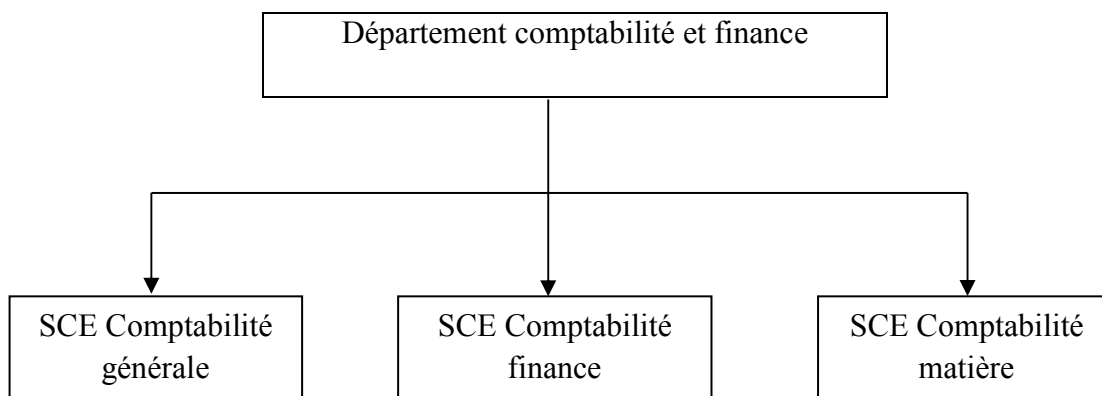 Département comptabilité et finance
SCE Comptabilité
générale
SCE Comptabilité
finance
SCE Comptabilité
matière